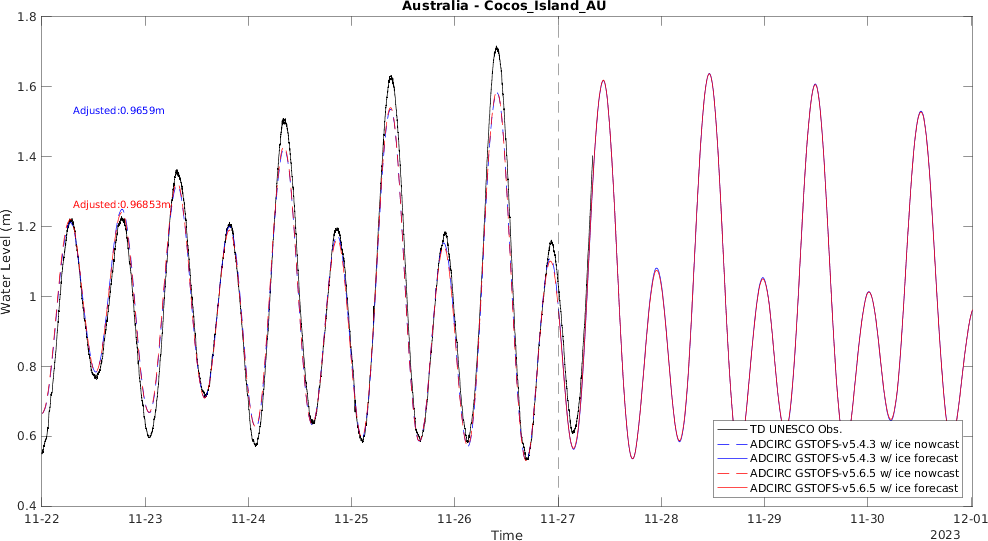 Australia - Cocos_Island_AU
1.8
1.6
1.4
1.2
1
0.8
0.6
0.4
Water Level (m)
Adjusted:0.9659m
Adjusted:0.96853m
TD UNESCO Obs.
ADCIRC GSTOFS-v5.4.3 w/ ice nowcast
ADCIRC GSTOFS-v5.4.3 w/ ice forecast
ADCIRC GSTOFS-v5.6.5 w/ ice nowcast
ADCIRC GSTOFS-v5.6.5 w/ ice forecast
11-22 11-23 11-24 11-25 11-26 11-27 11-28 11-29 11-30 12-01
Time
2023